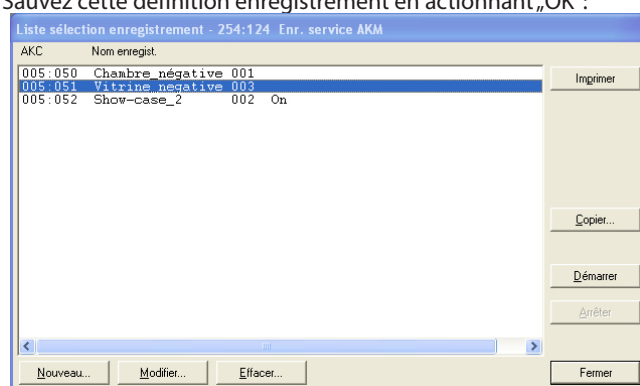 Sauvez cette définition enregistrement en actionnant „OK“:
Liste sélection enregistrement - 254:124 Enr. service AKM
AKC Nom enregist.
005:050 Chambre_négative 001
005:051 Vitrine_negative 003
005:052 Show-case_2 002 On
Imprimer
Copier...
Démarrer
Arrêter
Nouveau... Modifier... Effacer... Fermer